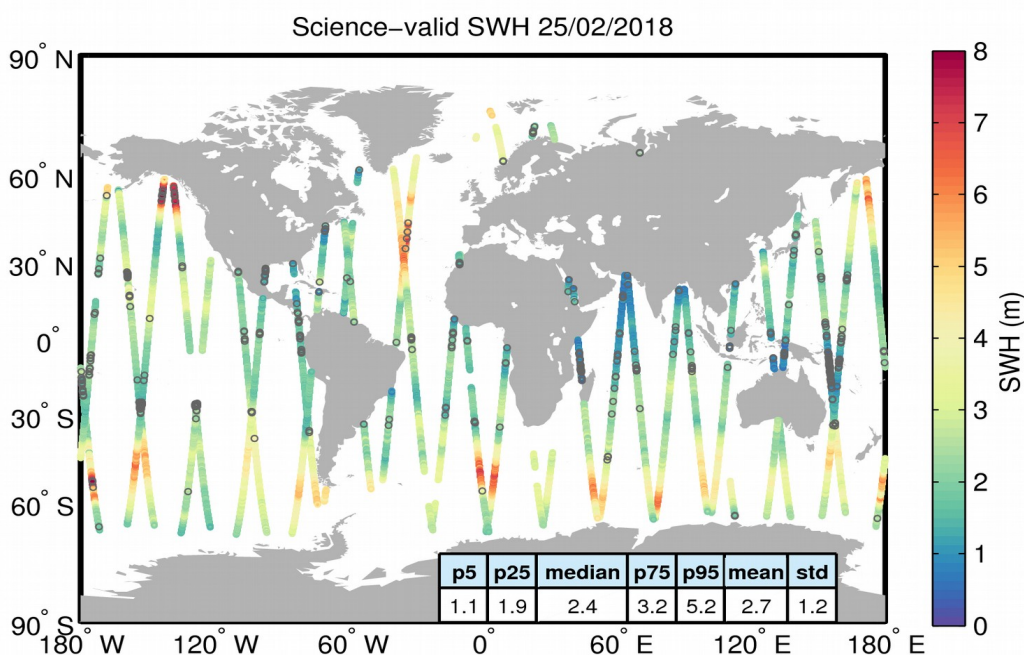 Science−valid SWH 25/02/2018
90° N
60° N
30° N
0°
30° S
60° S
90° S
180° W 120° W 60° W 0° 60° E 120° E 180° E
p5 p25 median p75 p95 mean std
1.1 1.9 2.4 3.2 5.2 2.7 1.2
8
7
6
5
4
3
2
1
0
SWH (m)